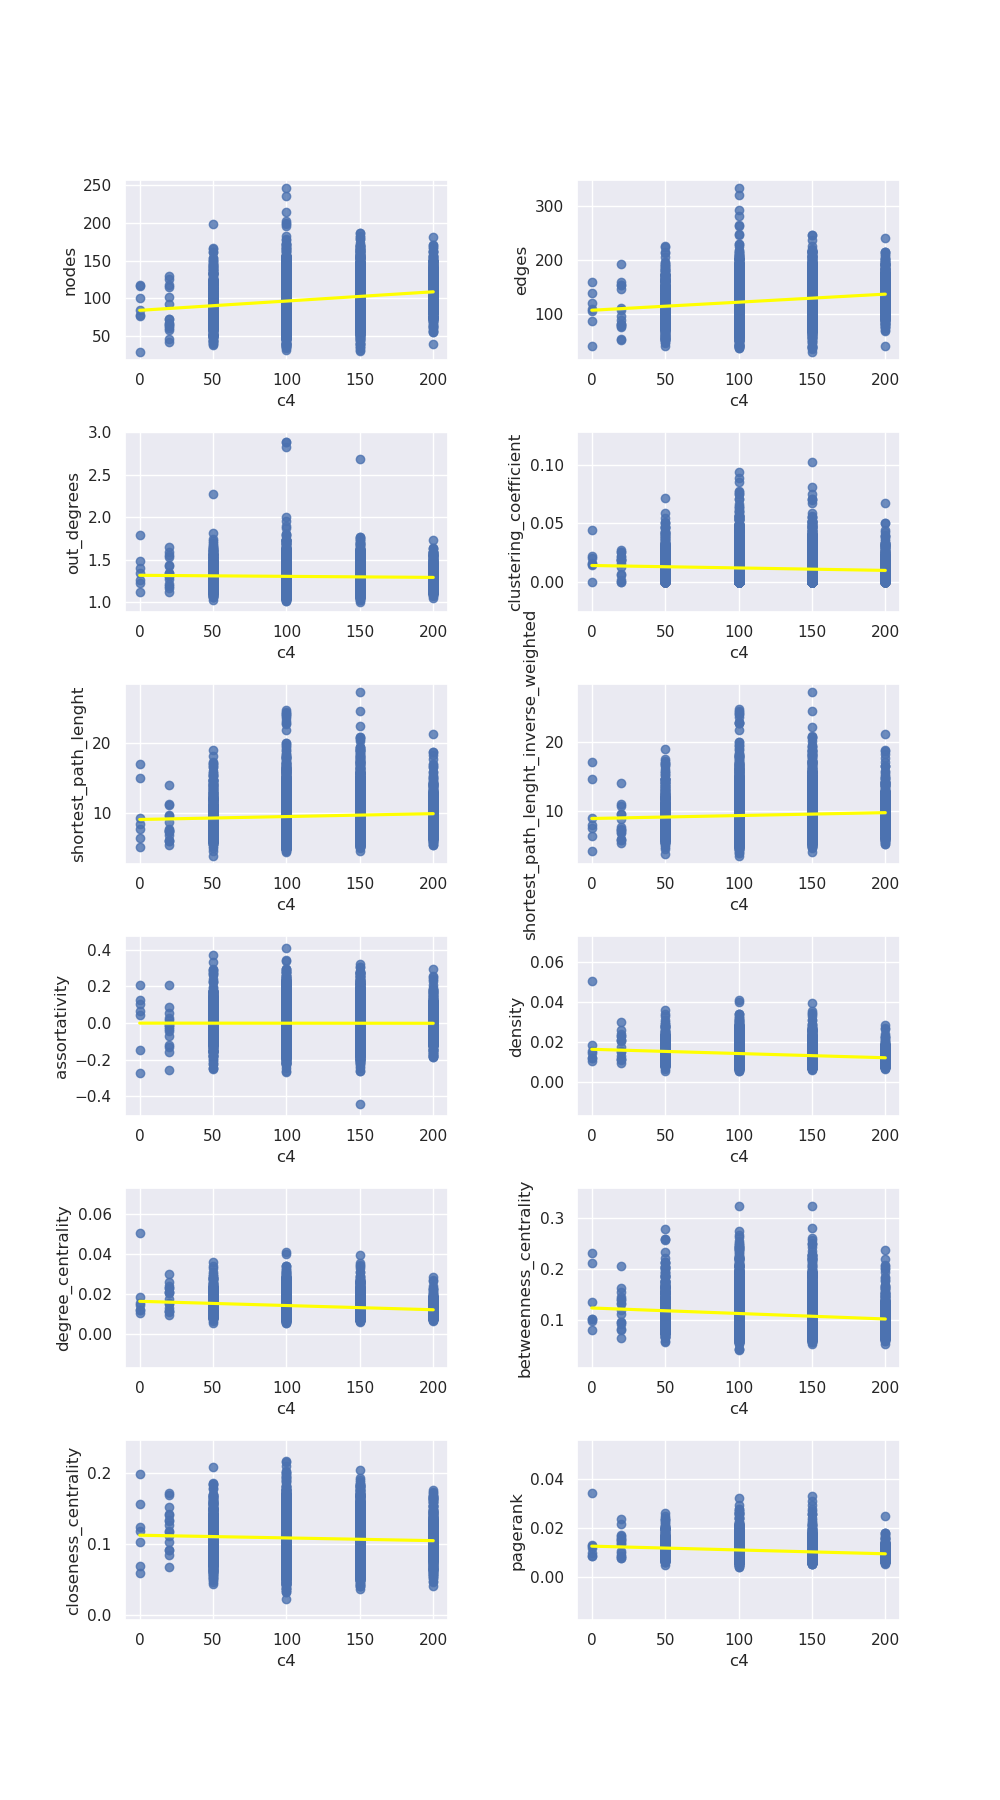 250
200
150
100
50
nodes
0 50 100 150 200
c4
300
200
100
edges
0 50 100 150 200
c4
3.0
2.5
2.0
1.5
1.0
out_degrees
0 50 100 150 200
c4
0.10
0.05
0.00
clustering_coefficient
0 50 100 150 200
c4
20
10
shortest_path_lenght
0 50 100 150 200
c4
20
10
shortest_path_lenght_inverse_weighted
0 50 100 150 200
c4
0.4
0.2
0.0
−0.2
−0.4
assortativity
0 50 100 150 200
c4
0.06
0.04
0.02
0.00
density
0 50 100 150 200
c4
0.06
0.04
0.02
0.00
degree_centrality
0 50 100 150 200
c4
0.3
0.2
0.1
betweenness_centrality
0 50 100 150 200
c4
0.2
0.1
0.0
closeness_centrality
0 50 100 150 200
c4
0.04
0.02
0.00
pagerank
0 50 100 150 200
c4